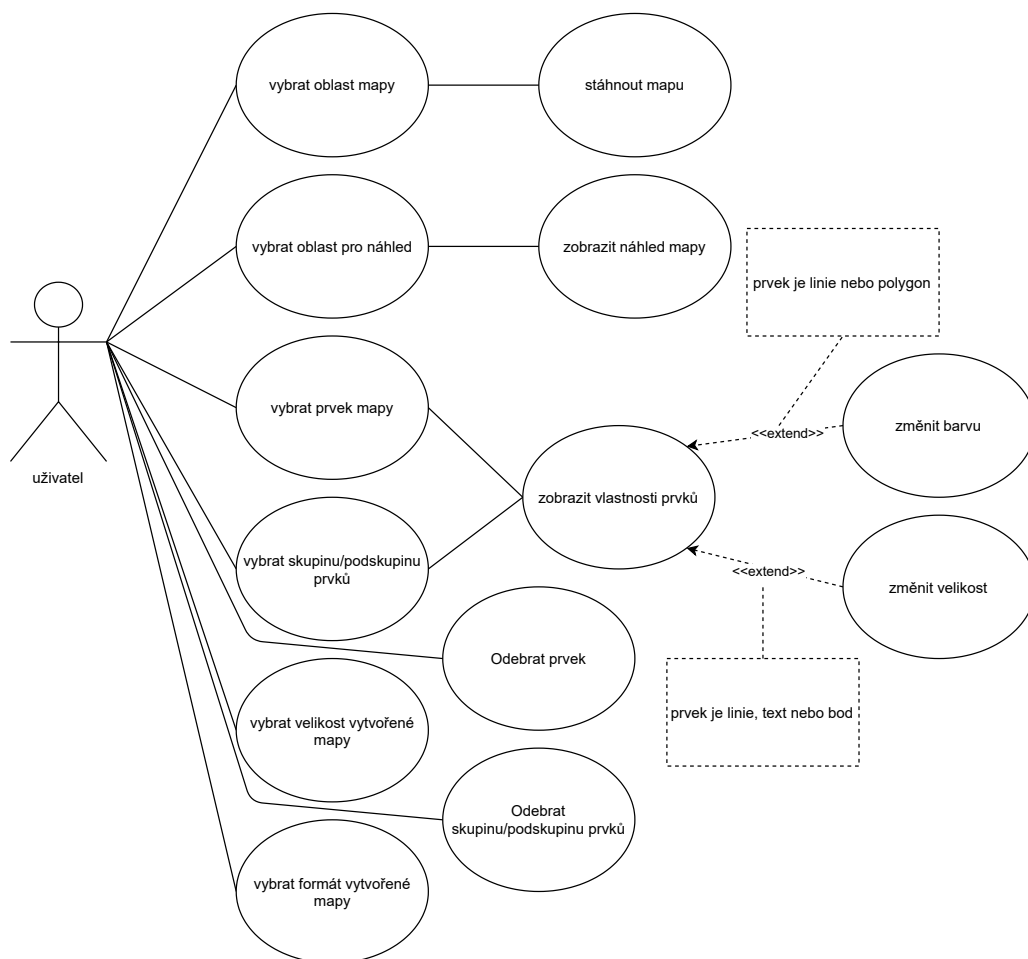 vybrat oblast mapy
stáhnout mapu
vybrat oblast pro náhled
zobrazit náhled mapy
prvek je linie nebo polygon
vybrat prvek mapy
<<extend>>
změnit barvu
uživatel
zobrazit vlastnosti prvků
vybrat skupinu/podskupinu
prvků
<<extend>>
změnit velikost
Odebrat prvek
vybrat velikost vytvořené
mapy
prvek je linie, text nebo bod
Odebrat
skupinu/podskupinu prvků
vybrat formát vytvořené
mapy